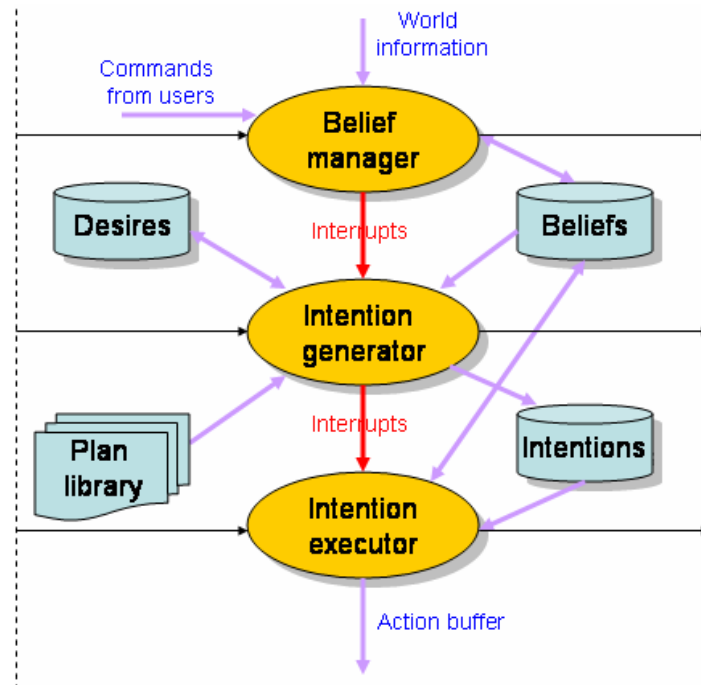 World
information
Commands
from users
Belief
manager
Desires
Interrupts
Beliefs
Intention
generator
Interrupts
Plan
library
Intentions
Intention
executor
Action buffer